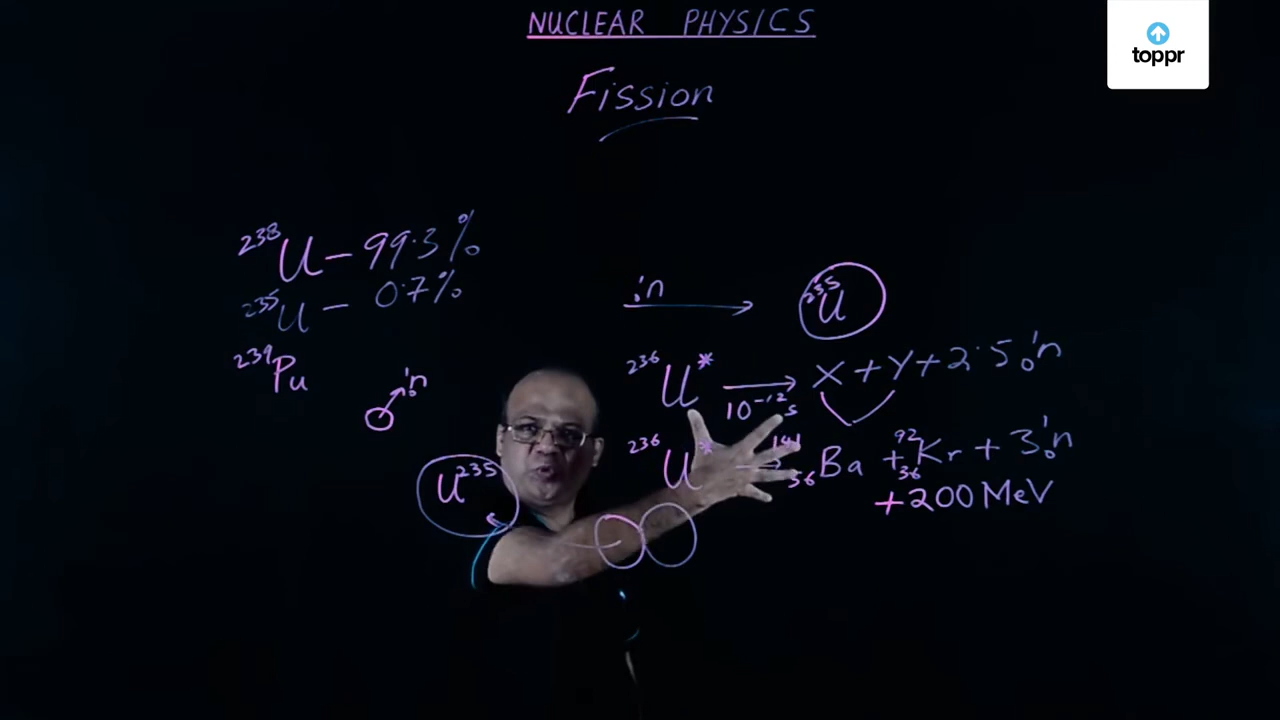 NUCLEAR PHYSICS
toppr
Fission
²³⁸U – 99.3%
²³⁵U – 0.7%
²³⁹Pu
¹₀n
U²³⁵
¹₀n
²³⁵U
²³⁶U* → X + Y + 2.5 ¹₀n
10⁻¹²s
²³⁶U* → ¹⁴¹₅₆Ba + ⁹²₃₆Kr + 3 ¹₀n
+200 MeV